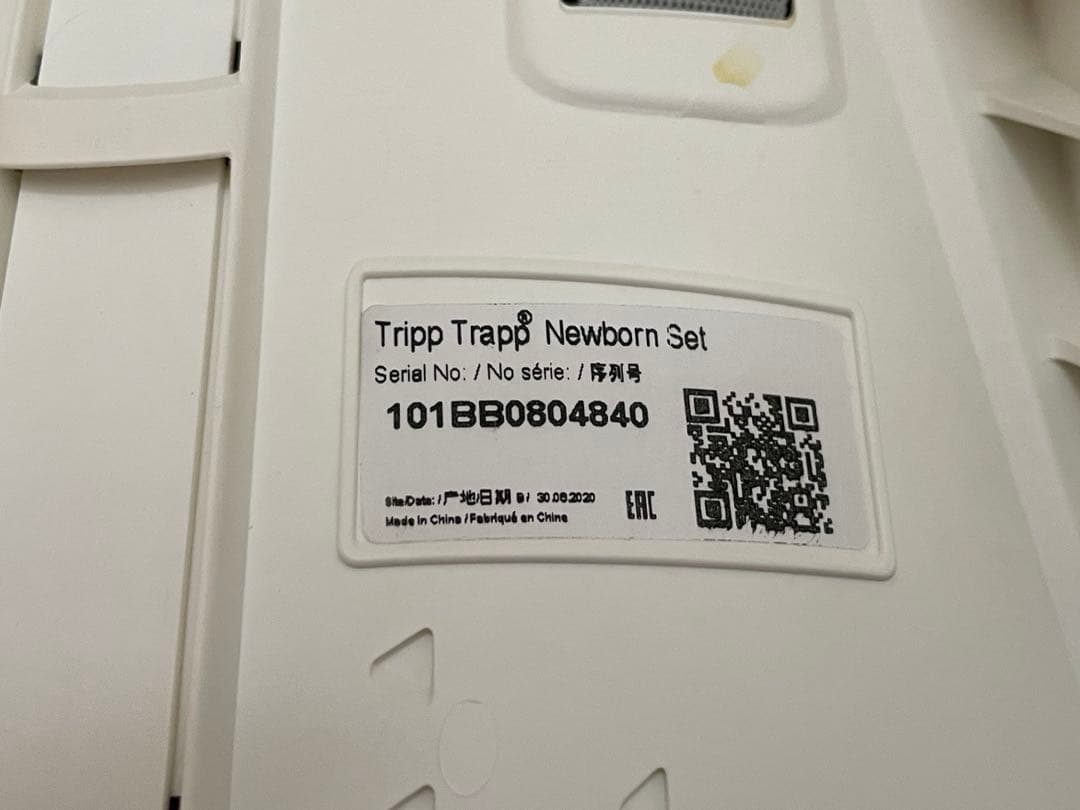 Tripp Trapp® Newborn Set
Serial No: / No série: / 序列号
101BB0804840
Site/Date: / 产地/日期 B / 30.06.2020
Made in China / Fabriqué en Chine
EAC